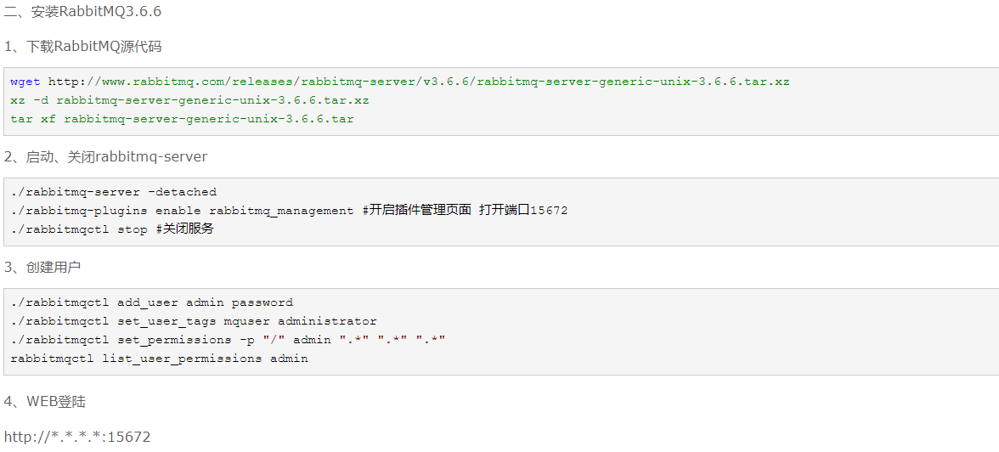 二、安装RabbitMQ3.6.6
1、下载RabbitMQ源代码
wget http://www.rabbitmq.com/releases/rabbitmq-server/v3.6.6/rabbitmq-server-generic-unix-3.6.6.tar.xz
xz -d rabbitmq-server-generic-unix-3.6.6.tar.xz
tar xf rabbitmq-server-generic-unix-3.6.6.tar
2、启动、关闭rabbitmq-server
./rabbitmq-server -detached
./rabbitmq-plugins enable rabbitmq_management #开启插件管理页面 打开端口15672
./rabbitmqctl stop #关闭服务
3、创建用户
./rabbitmqctl add_user admin password
./rabbitmqctl set_user_tags mquser administrator
./rabbitmqctl set_permissions -p "/" admin ".*" ".*" ".*"
rabbitmqctl list_user_permissions admin
4、WEB登陆
http://*.*.*.*:15672